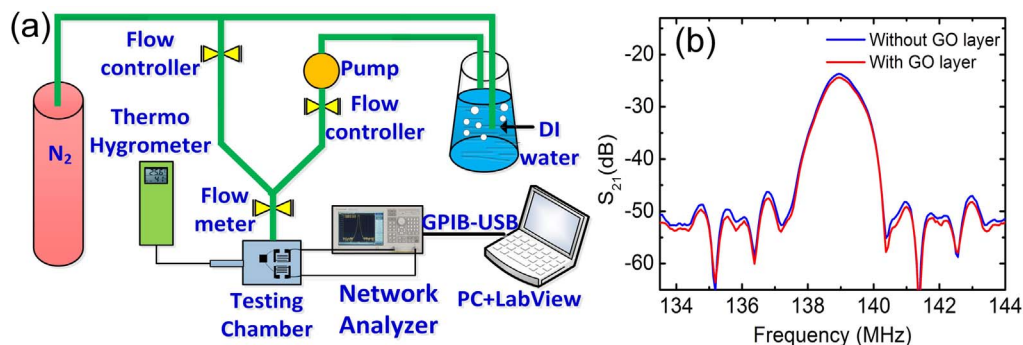 (a)
Flow
controller
Pump
Flow
controller
N2
Thermo
Hygrometer
DI
water
Flow
meter
GPIB-USB
Testing
Chamber
Network
Analyzer
PC+LabView
(b)
Without GO layer
With GO layer
S21(dB)
-20
-30
-40
-50
-60
134 136 138 140 142 144
Frequency (MHz)